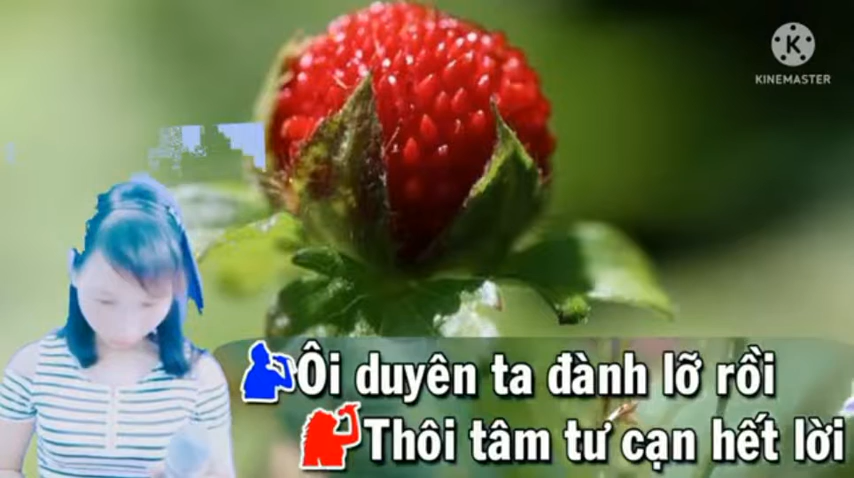 KINEMASTER
Ôi duyên ta đành lỡ rồi
Thôi tâm tư cạn hết lời